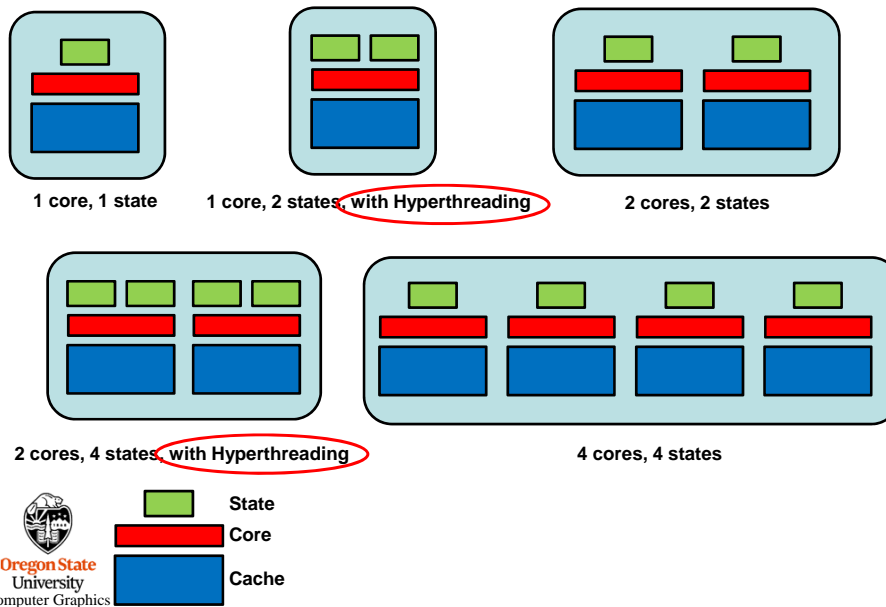 1 core, 1 state
1 core, 2 states, with Hyperthreading
2 cores, 2 states
2 cores, 4 states, with Hyperthreading
4 cores, 4 states
State
Core
Cache
Oregon State
University
omputer Graphics